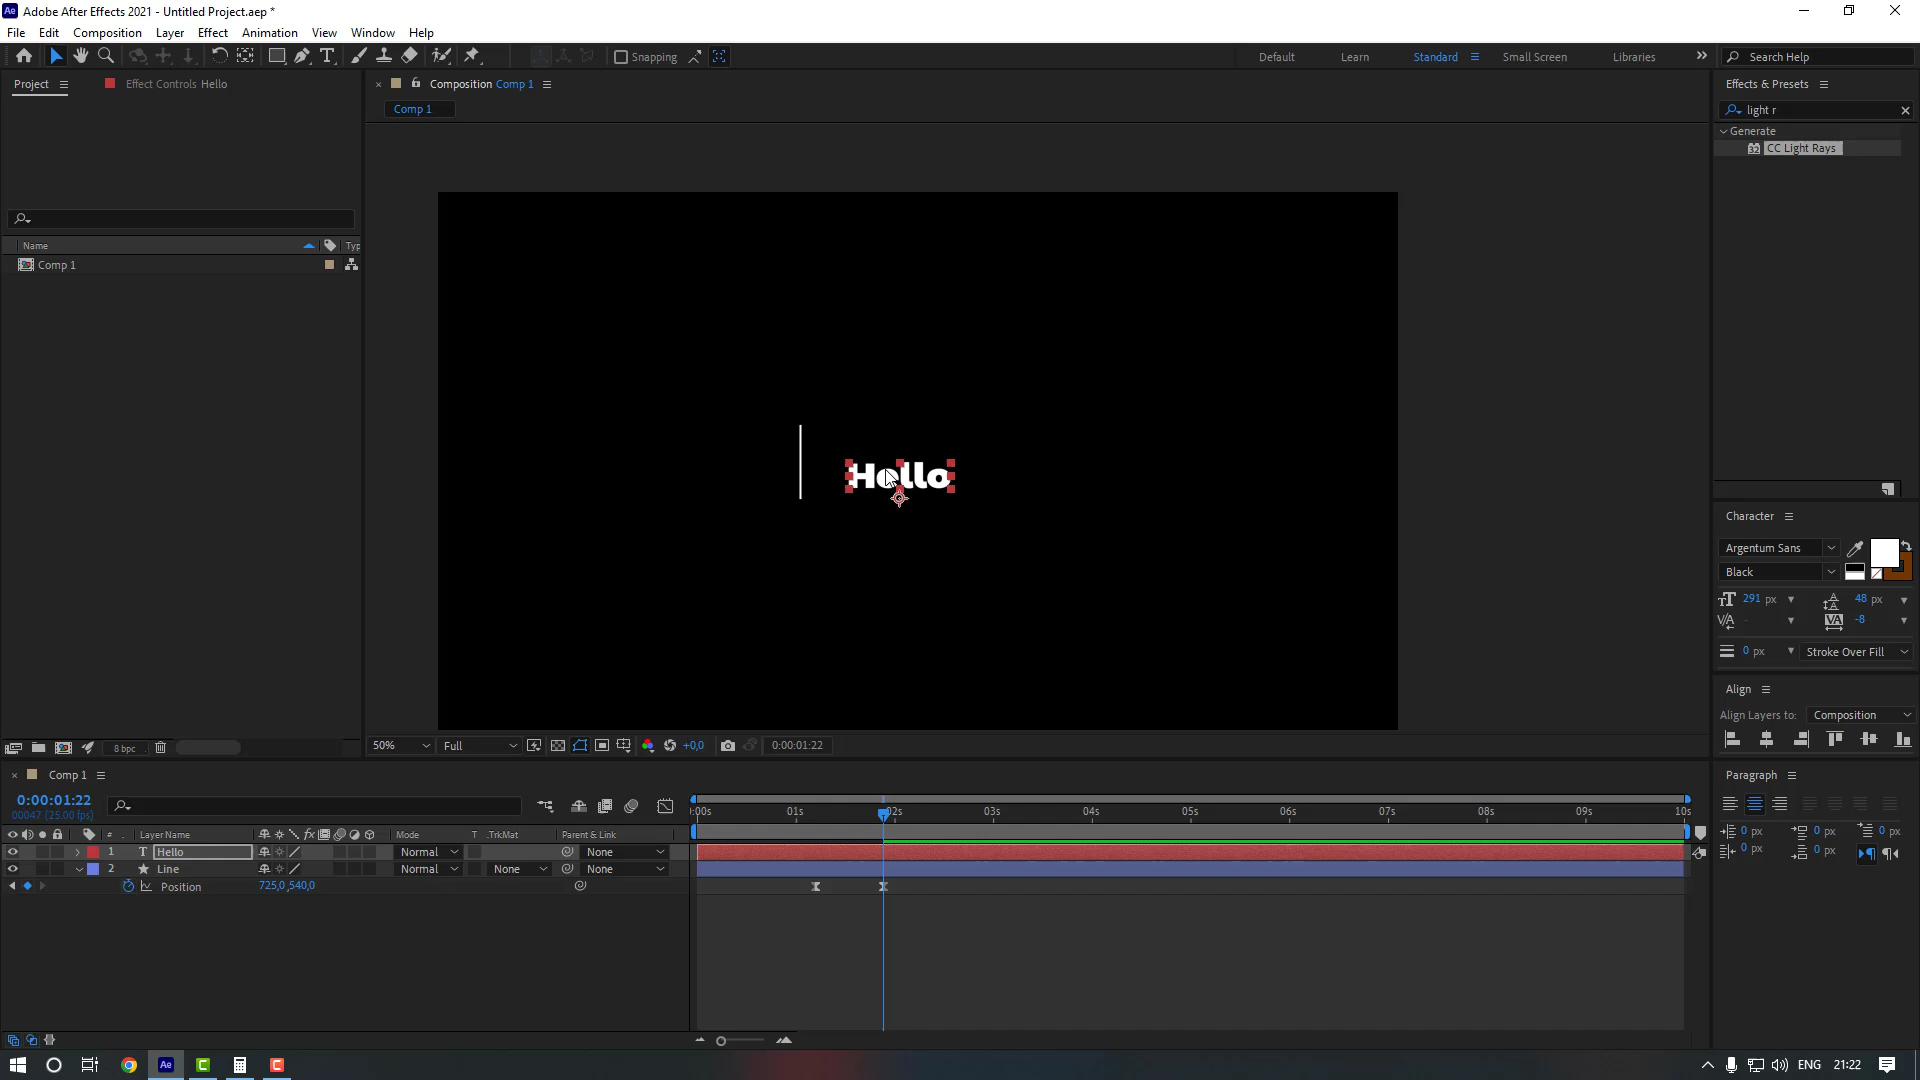 Adobe After Effects 2021 - Untitled Project.aep *
File Edit Composition Layer Effect Animation View Window Help
Snapping Default Learn Standard Small Screen Libraries Search Help
Project Effect Controls Hello Composition Comp 1 Effects & Presets
Comp 1 light r
Generate
CC Light Rays
Name Typ
Comp 1
Hello
Character
Argentum Sans
Black
291 px 48 px
- -8
0 px Stroke Over Fill
Align
Align Layers to: Composition
8 bpc 50% Full +0,0 0:00:01:22
Comp 1 Paragraph
0:00:01:22
00047 (25.00 fps)
:00s 01s 02s 03s 04s 05s 06s 07s 08s 09s 10s
# Layer Name Mode T .TrkMat Parent & Link
1 Hello Normal None
2 Line Normal None None
Position 725,0,540,0
0 px 0 px 0 px
0 px 0 px
ENG 21:22